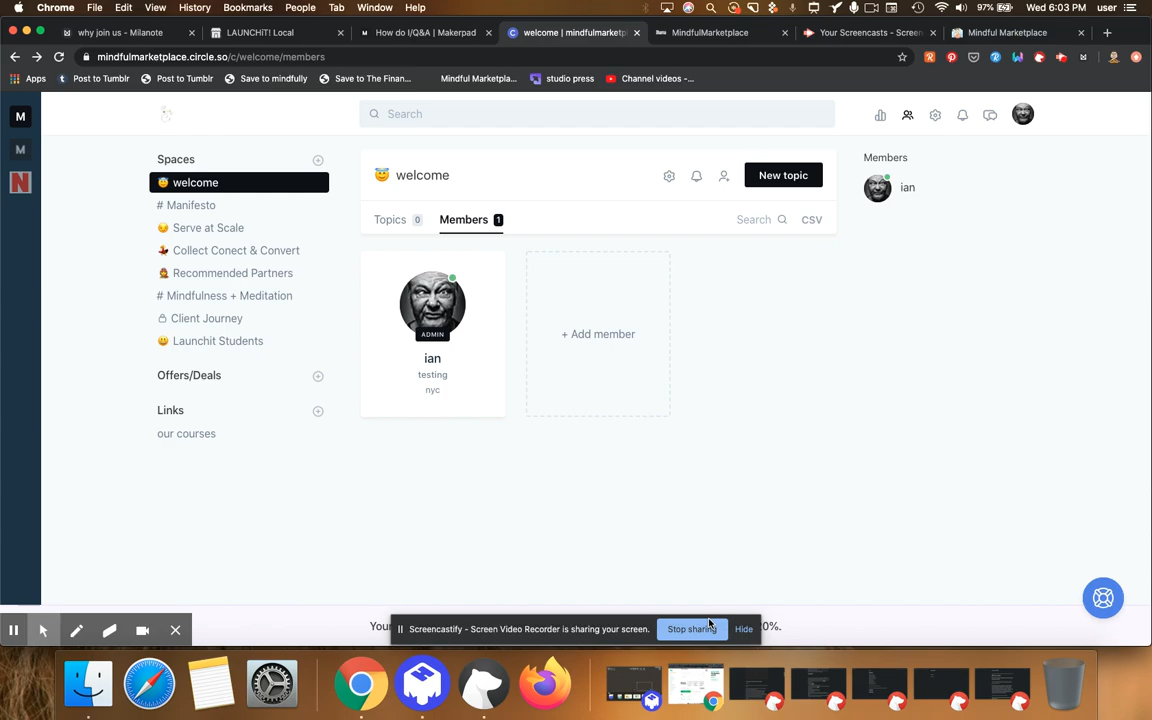 Chrome File Edit View History Bookmarks People Tab Window Help 97% Wed 6:03 PM user
why join us - Milanote LAUNCHiT! Local How do I/Q&A | Makerpad welcome | mindfulmarketpl MindfulMarketplace Your Screencasts - Screen Mindful Marketplace
mindfulmarketplace.circle.so/c/welcome/members
Apps Post to Tumblr Post to Tumblr Save to mindfully Save to The Finan... Mindful Marketpla... studio press Channel videos -...
M
M
N
Search
Spaces
welcome
# Manifesto
Serve at Scale
Collect Conect & Convert
Recommended Partners
# Mindfulness + Meditation
Client Journey
Launchit Students
Offers/Deals
Links
our courses
welcome
New topic
Topics 0 Members 1 Search CSV
ADMIN
ian
testing
nyc
+ Add member
Members
ian
You
20%.
Screencastify - Screen Video Recorder is sharing your screen. Stop sharing Hide